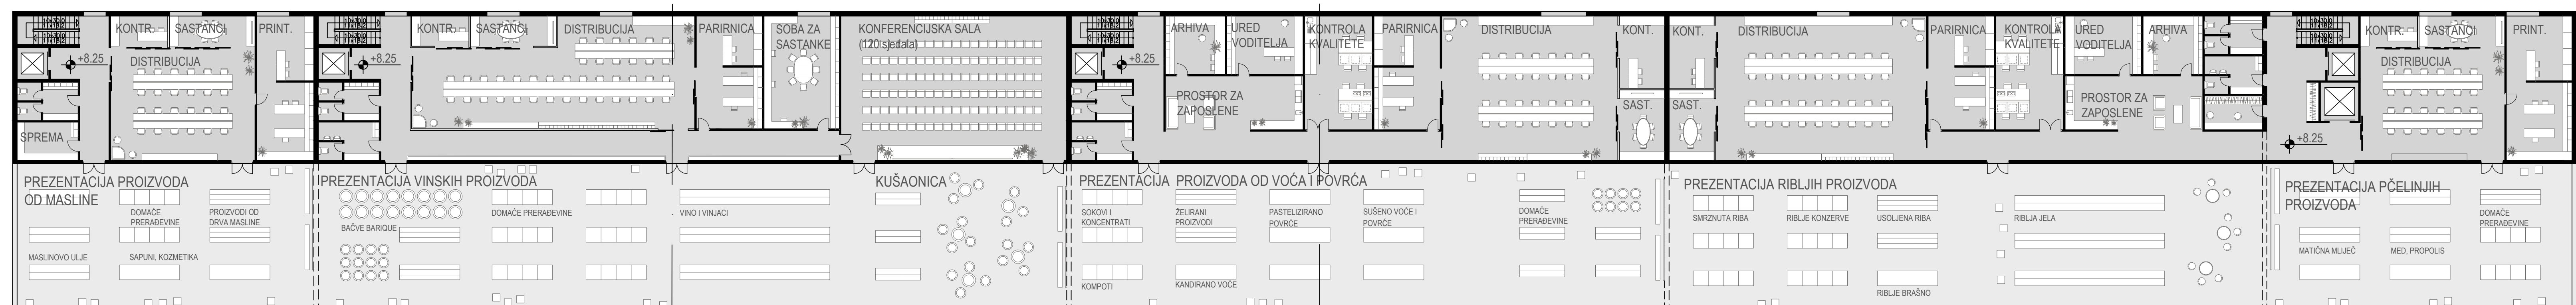 KONTR.
SASTANCI
PRINT.
DISTRIBUCIJA
+8.25
SPREMA
KONTR.
SASTANCI
DISTRIBUCIJA
PARIRNICA
SOBA ZA
SASTANKE
KONFERENCIJSKA SALA
(120 sjedala)
+8.25
ARHIVA
URED
VODITELJA
KONTROLA
KVALITETE
PARIRNICA
DISTRIBUCIJA
KONT.
+8.25
PROSTOR ZA
ZAPOSLENE
SAST.
KONT.
DISTRIBUCIJA
PARIRNICA
KONTROLA
KVALITETE
URED
VODITELJA
ARHIVA
SAST.
PROSTOR ZA
ZAPOSLENE
KONTR.
SASTANCI
PRINT.
DISTRIBUCIJA
+8.25
PREZENTACIJA PROIZVODA
OD MASLINE
DOMAĆE
PRERAĐEVINE
PROIZVODI OD
DRVA MASLINE
MASLINOVO ULJE
SAPUNI, KOZMETIKA
PREZENTACIJA VINSKIH PROIZVODA
BAČVE BARIQUE
DOMAĆE PRERAĐEVINE
VINO I VINJACI
KUŠAONICA
PREZENTACIJA PROIZVODA OD VOĆA I POVRĆA
SOKOVI I
KONCENTRATI
ŽELIRANI
PROIZVODI
PASTELIZIRANO
POVRĆE
SUŠENO VOĆE I
POVRĆE
DOMAĆE
PRERAĐEVINE
KOMPOTI
KANDIRANO VOĆE
PREZENTACIJA RIBLJIH PROIZVODA
SMRZNUTA RIBA
RIBLJE KONZERVE
USOLJENA RIBA
RIBLJA JELA
RIBLJE BRAŠNO
PREZENTACIJA PČELINJIH
PROIZVODA
DOMAĆE
PRERAĐEVINE
MATIČNA MLIJEČ
MED, PROPOLIS